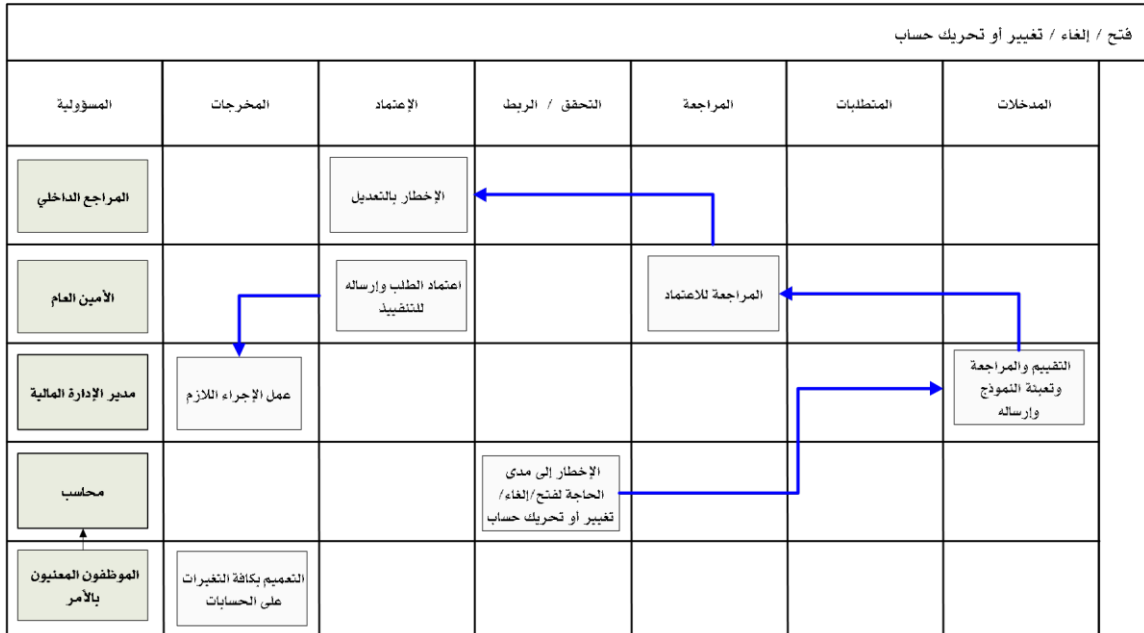 فتح / إلغاء / تغيير أو تحريك حساب
المدخلات
المتطلبات
المراجعة
التحقق / الربط
الإعتماد
المخرجات
المسؤولية
الإخطار بالتعديل
المراجع الداخلي
المراجعة للاعتماد
اعتماد الطلب وإرساله
للتنفييذ
الأمين العام
التقييم والمراجعة
وتعبئة النموذج
وإرساله
عمل الإجراء اللازم
مدير الإدارة المالية
الإخطار إلى مدى
الحاجة لفتح/إلغاء/
تغيير أو تحريك حساب
محاسب
التعميم بكافة التغيرات
على الحسابات
الموظفون المعنيون
بالأمر